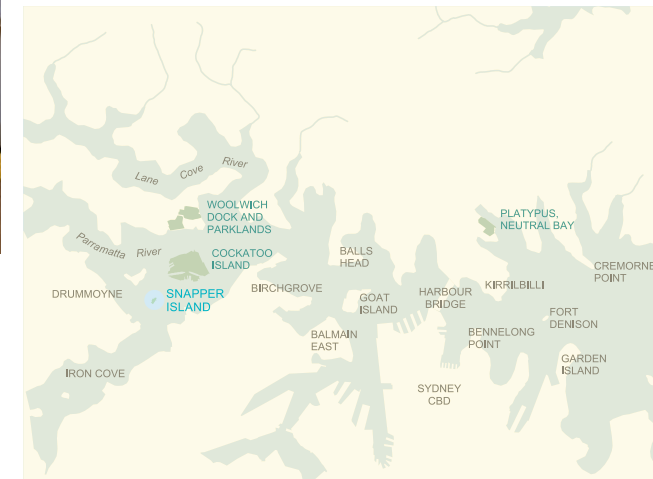 Lane Cove River
WOOLWICH
DOCK AND
PARKLANDS
PLATYPUS,
NEUTRAL BAY
Parramatta River
COCKATOO
ISLAND
BALLS
HEAD
CREMORNE
POINT
DRUMMOYNE
SNAPPER
ISLAND
BIRCHGROVE
GOAT
ISLAND
HARBOUR
BRIDGE
KIRRILBILLI
FORT
DENISON
BALMAIN
EAST
BENNELONG
POINT
GARDEN
ISLAND
IRON COVE
SYDNEY
CBD